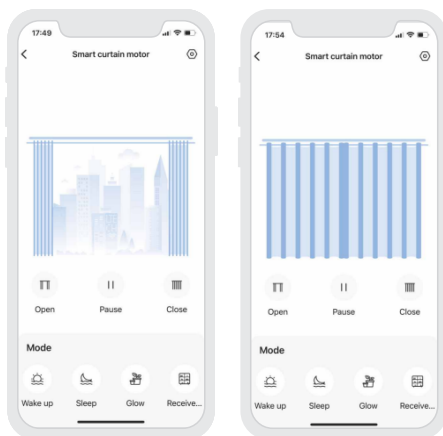 17:49
Smart curtain motor
Open Pause Close
Mode
Wake up Sleep Glow Receive...
17:54
Smart curtain motor
Open Pause Close
Mode
Wake up Sleep Glow Receive...